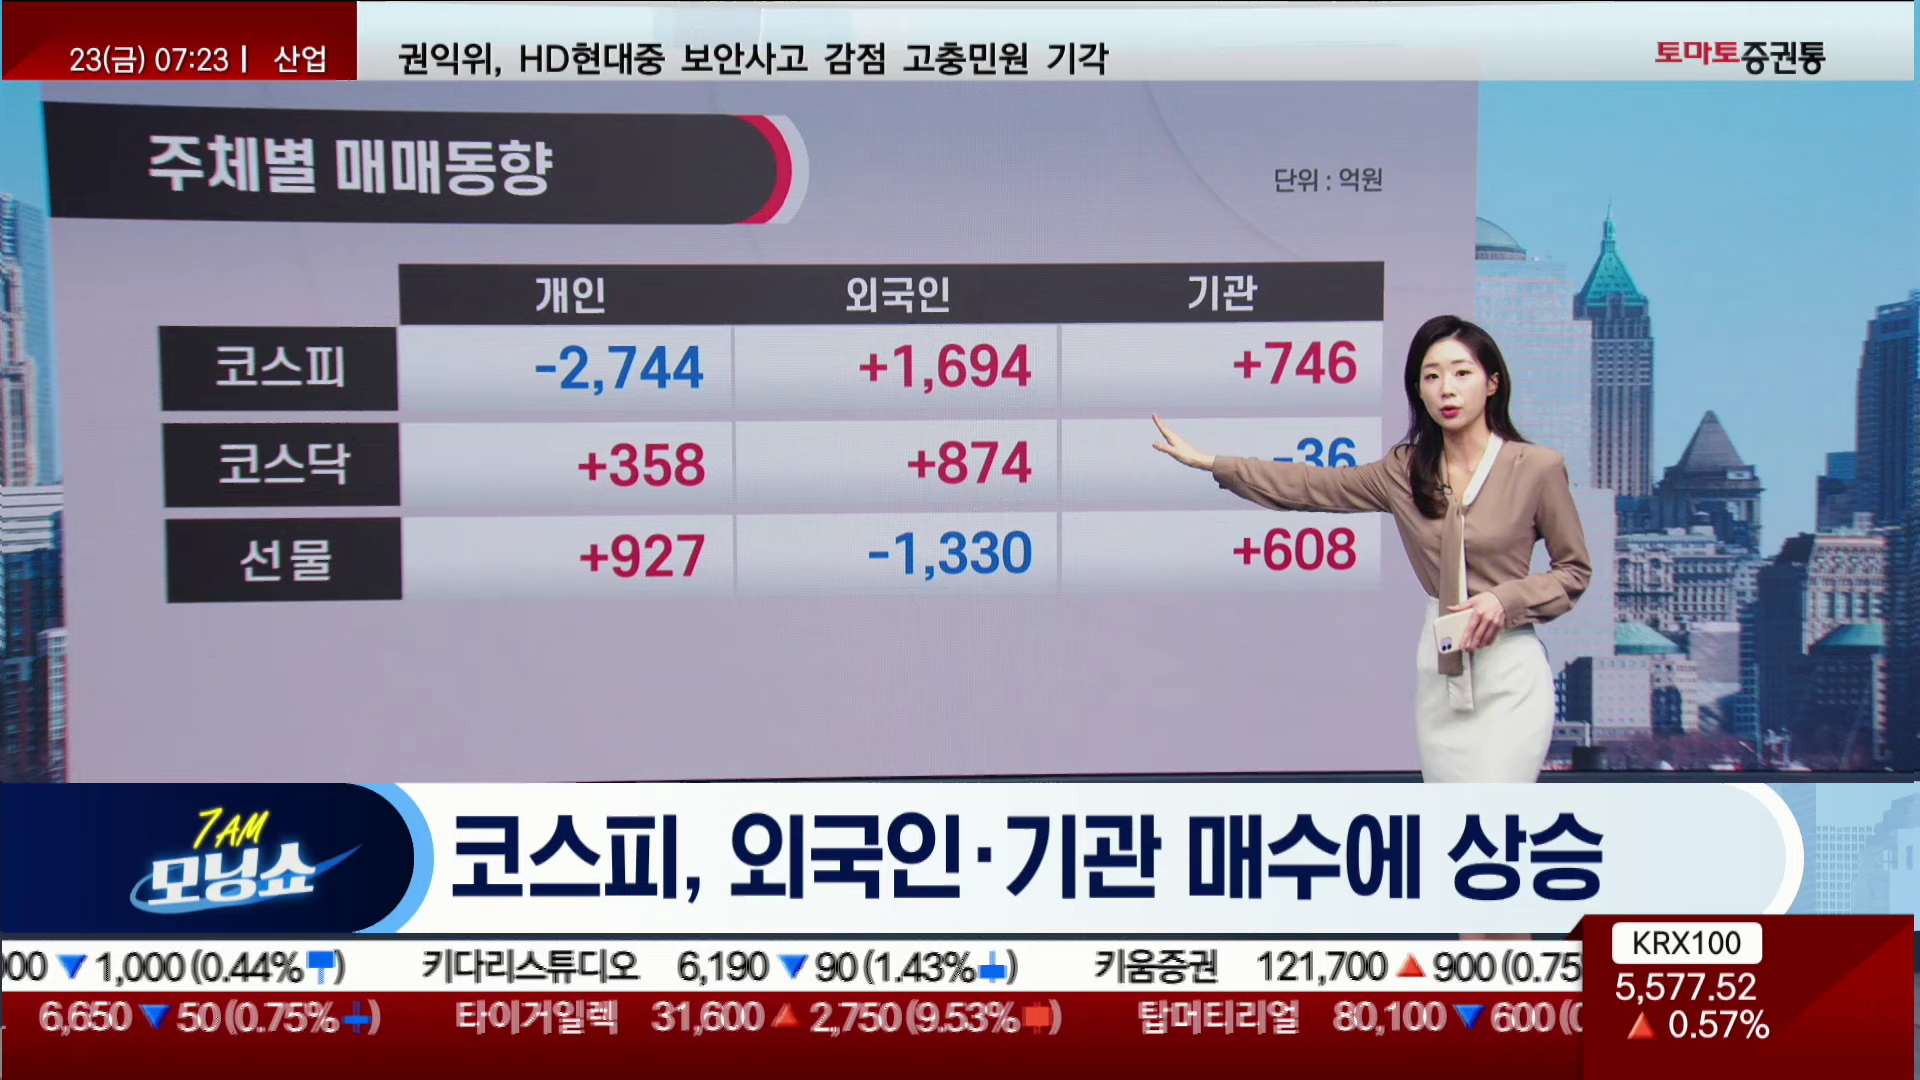 23(금) 07:23 | 산업
권익위, HD현대중 보안사고 감점 고충민원 기각
토마토증권통
주체별 매매동향
단위 : 억원
개인 외국인 기관
코스피 -2,744 +1,694 +746
코스닥 +358 +874 -36
선물 +927 -1,330 +608
7AM
모닝쇼
코스피, 외국인·기관 매수에 상승
00 ▼ 1,000 (0.44%) 키다리스튜디오 6,190 ▼ 90 (1.43%) 키움증권 121,700 ▲ 900 (0.75
6,650 ▼ 50 (0.75%) 타이거일렉 31,600 ▲ 2,750 (9.53%) 탑머티리얼 80,100 ▼ 600 (
KRX100
5,577.52
▲ 0.57%